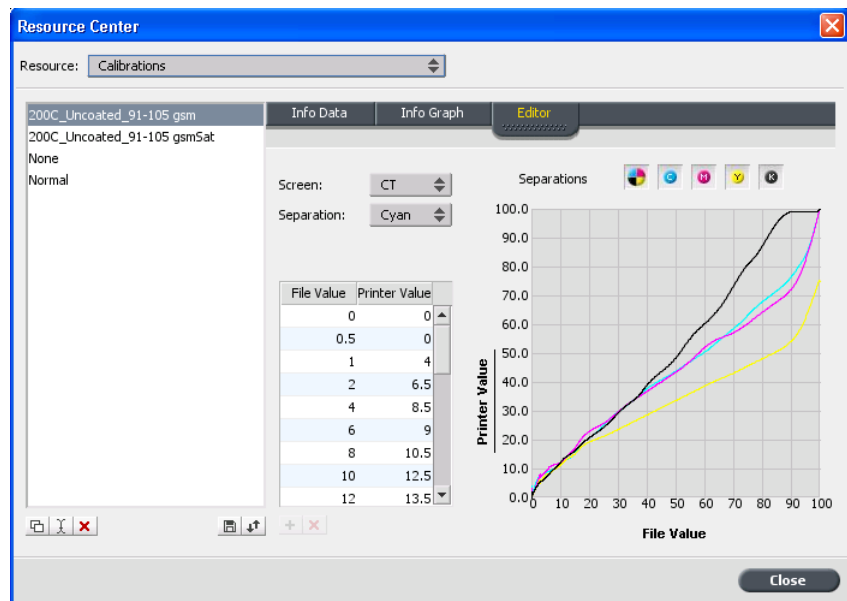 Resource Center
Resource: Calibrations
200C_Uncoated_91-105 gsm
200C_Uncoated_91-105 gsmSat
None
Normal
Info Data Info Graph Editor
Screen: CT
Separation: Cyan
File Value Printer Value
0 0
0.5 0
1 4
2 6.5
4 8.5
6 9
8 10.5
10 12.5
12 13.5
Separations C M Y K
100.0
90.0
80.0
70.0
60.0
50.0
40.0
30.0
20.0
10.0
0.0
Printer Value
0 10 20 30 40 50 60 70 80 90 100
File Value
Close